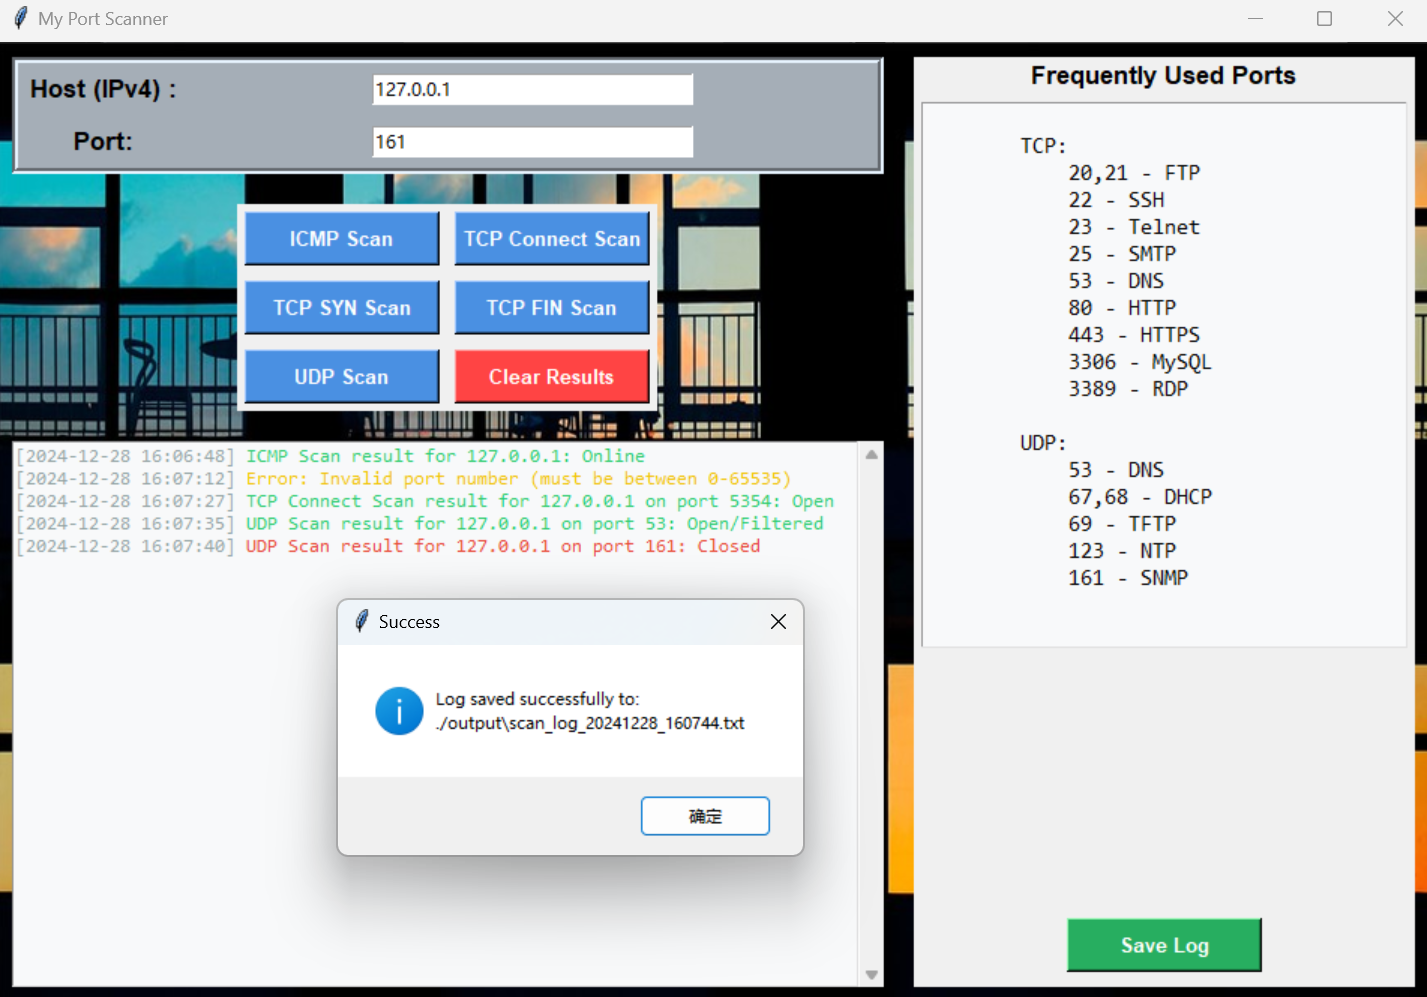 My Port Scanner
Host (IPv4) :
127.0.0.1
Port:
161
ICMP Scan
TCP Connect Scan
TCP SYN Scan
TCP FIN Scan
UDP Scan
Clear Results
[2024-12-28 16:06:48] ICMP Scan result for 127.0.0.1: Online
[2024-12-28 16:07:12] Error: Invalid port number (must be between 0-65535)
[2024-12-28 16:07:27] TCP Connect Scan result for 127.0.0.1 on port 5354: Open
[2024-12-28 16:07:35] UDP Scan result for 127.0.0.1 on port 53: Open/Filtered
[2024-12-28 16:07:40] UDP Scan result for 127.0.0.1 on port 161: Closed
Success
Log saved successfully to:
./output\scan_log_20241228_160744.txt
确定
Frequently Used Ports
TCP:
20,21 - FTP
22 - SSH
23 - Telnet
25 - SMTP
53 - DNS
80 - HTTP
443 - HTTPS
3306 - MySQL
3389 - RDP
UDP:
53 - DNS
67,68 - DHCP
69 - TFTP
123 - NTP
161 - SNMP
Save Log